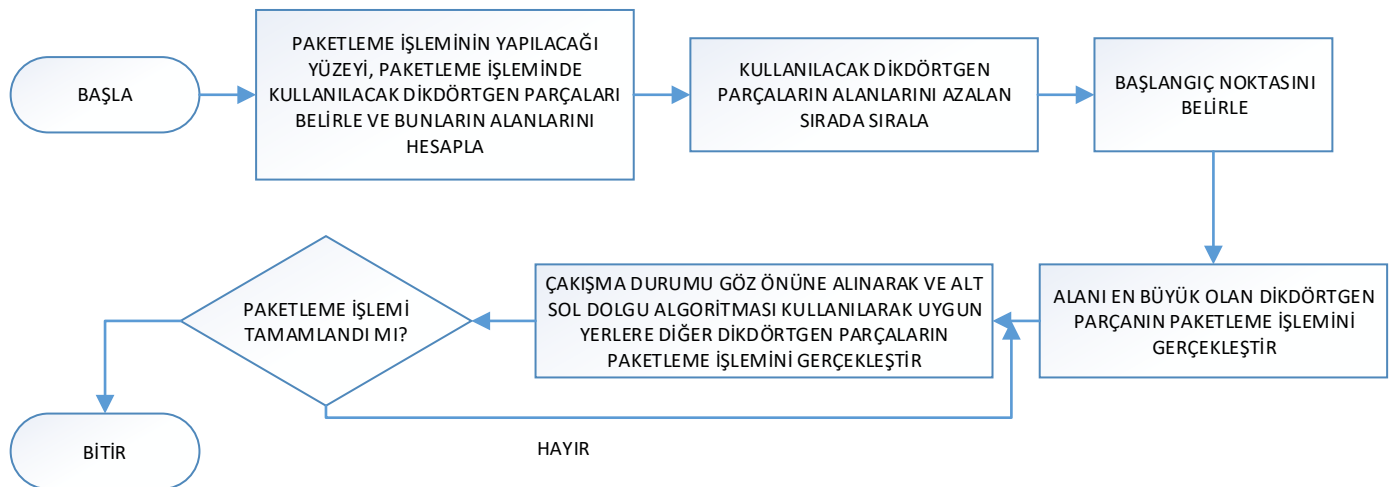 BAŞLA
PAKETLEME İŞLEMİNİN YAPILACAĞI
YÜZEYİ, PAKETLEME İŞLEMİNDE
KULLANILACAK DİKDÖRTGEN PARÇALARI
BELİRLE VE BUNLARIN ALANLARINI
HESAPLA
KULLANILACAK DİKDÖRTGEN
PARÇALARIN ALANLARINI AZALAN
SIRADA SIRALA
BAŞLANGIÇ NOKTASINI
BELİRLE
ALANI EN BÜYÜK OLAN DİKDÖRTGEN
PARÇANIN PAKETLEME İŞLEMİNİ
GERÇEKLEŞTİR
ÇAKIŞMA DURUMU GÖZ ÖNÜNE ALINARAK VE ALT
SOL DOLGU ALGORİTMASI KULLANILARAK UYGUN
YERLERE DİĞER DİKDÖRTGEN PARÇALARIN
PAKETLEME İŞLEMİNİ GERÇEKLEŞTİR
PAKETLEME İŞLEMİ
TAMAMLANDI MI?
HAYIR
BİTİR